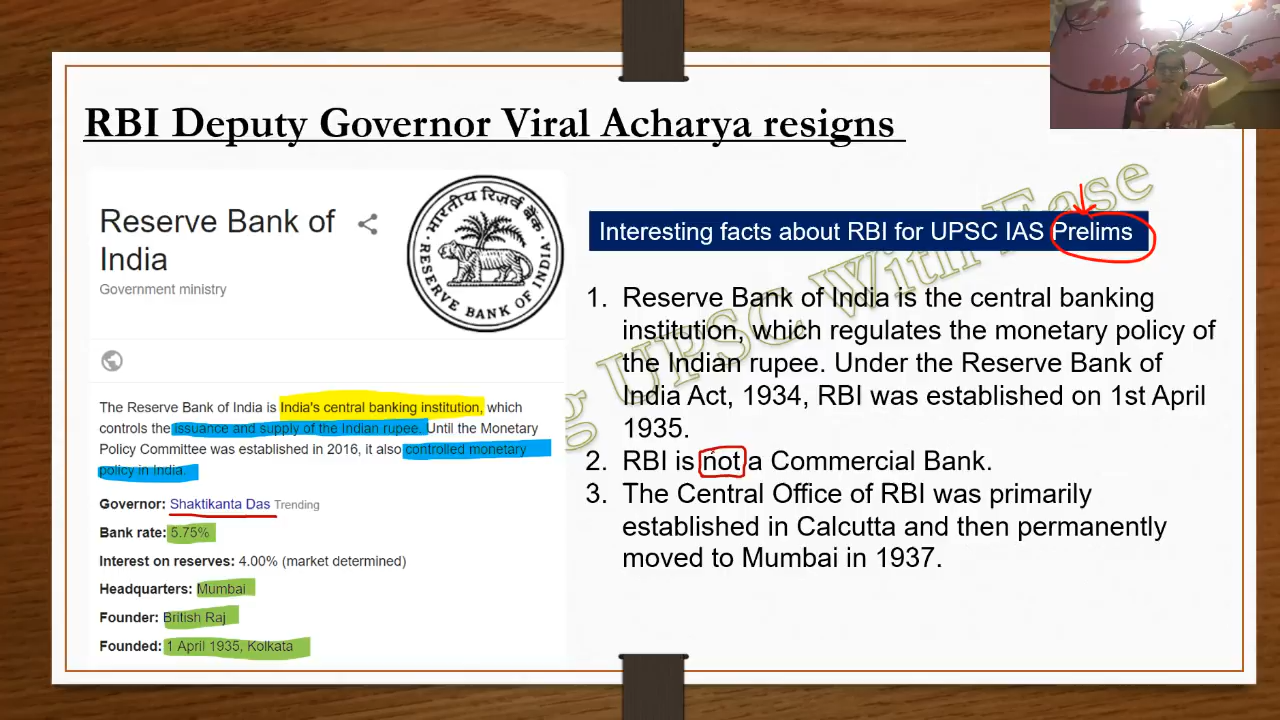 RBI Deputy Governor Viral Acharya resigns
Reserve Bank of
India
Government ministry
भारतीय रिज़र्व बैंक
RESERVE BANK OF INDIA
The Reserve Bank of India is India's central banking institution, which
controls the issuance and supply of the Indian rupee. Until the Monetary
Policy Committee was established in 2016, it also controlled monetary
policy in India.
Governor: Shaktikanta Das Trending
Bank rate: 5.75%
Interest on reserves: 4.00% (market determined)
Headquarters: Mumbai
Founder: British Raj
Founded: 1 April 1935, Kolkata
Interesting facts about RBI for UPSC IAS Prelims
1. Reserve Bank of India is the central banking
institution, which regulates the monetary policy of
the Indian rupee. Under the Reserve Bank of
India Act, 1934, RBI was established on 1st April
1935.
2. RBI is not a Commercial Bank.
3. The Central Office of RBI was primarily
established in Calcutta and then permanently
moved to Mumbai in 1937.
UPSC With Ease